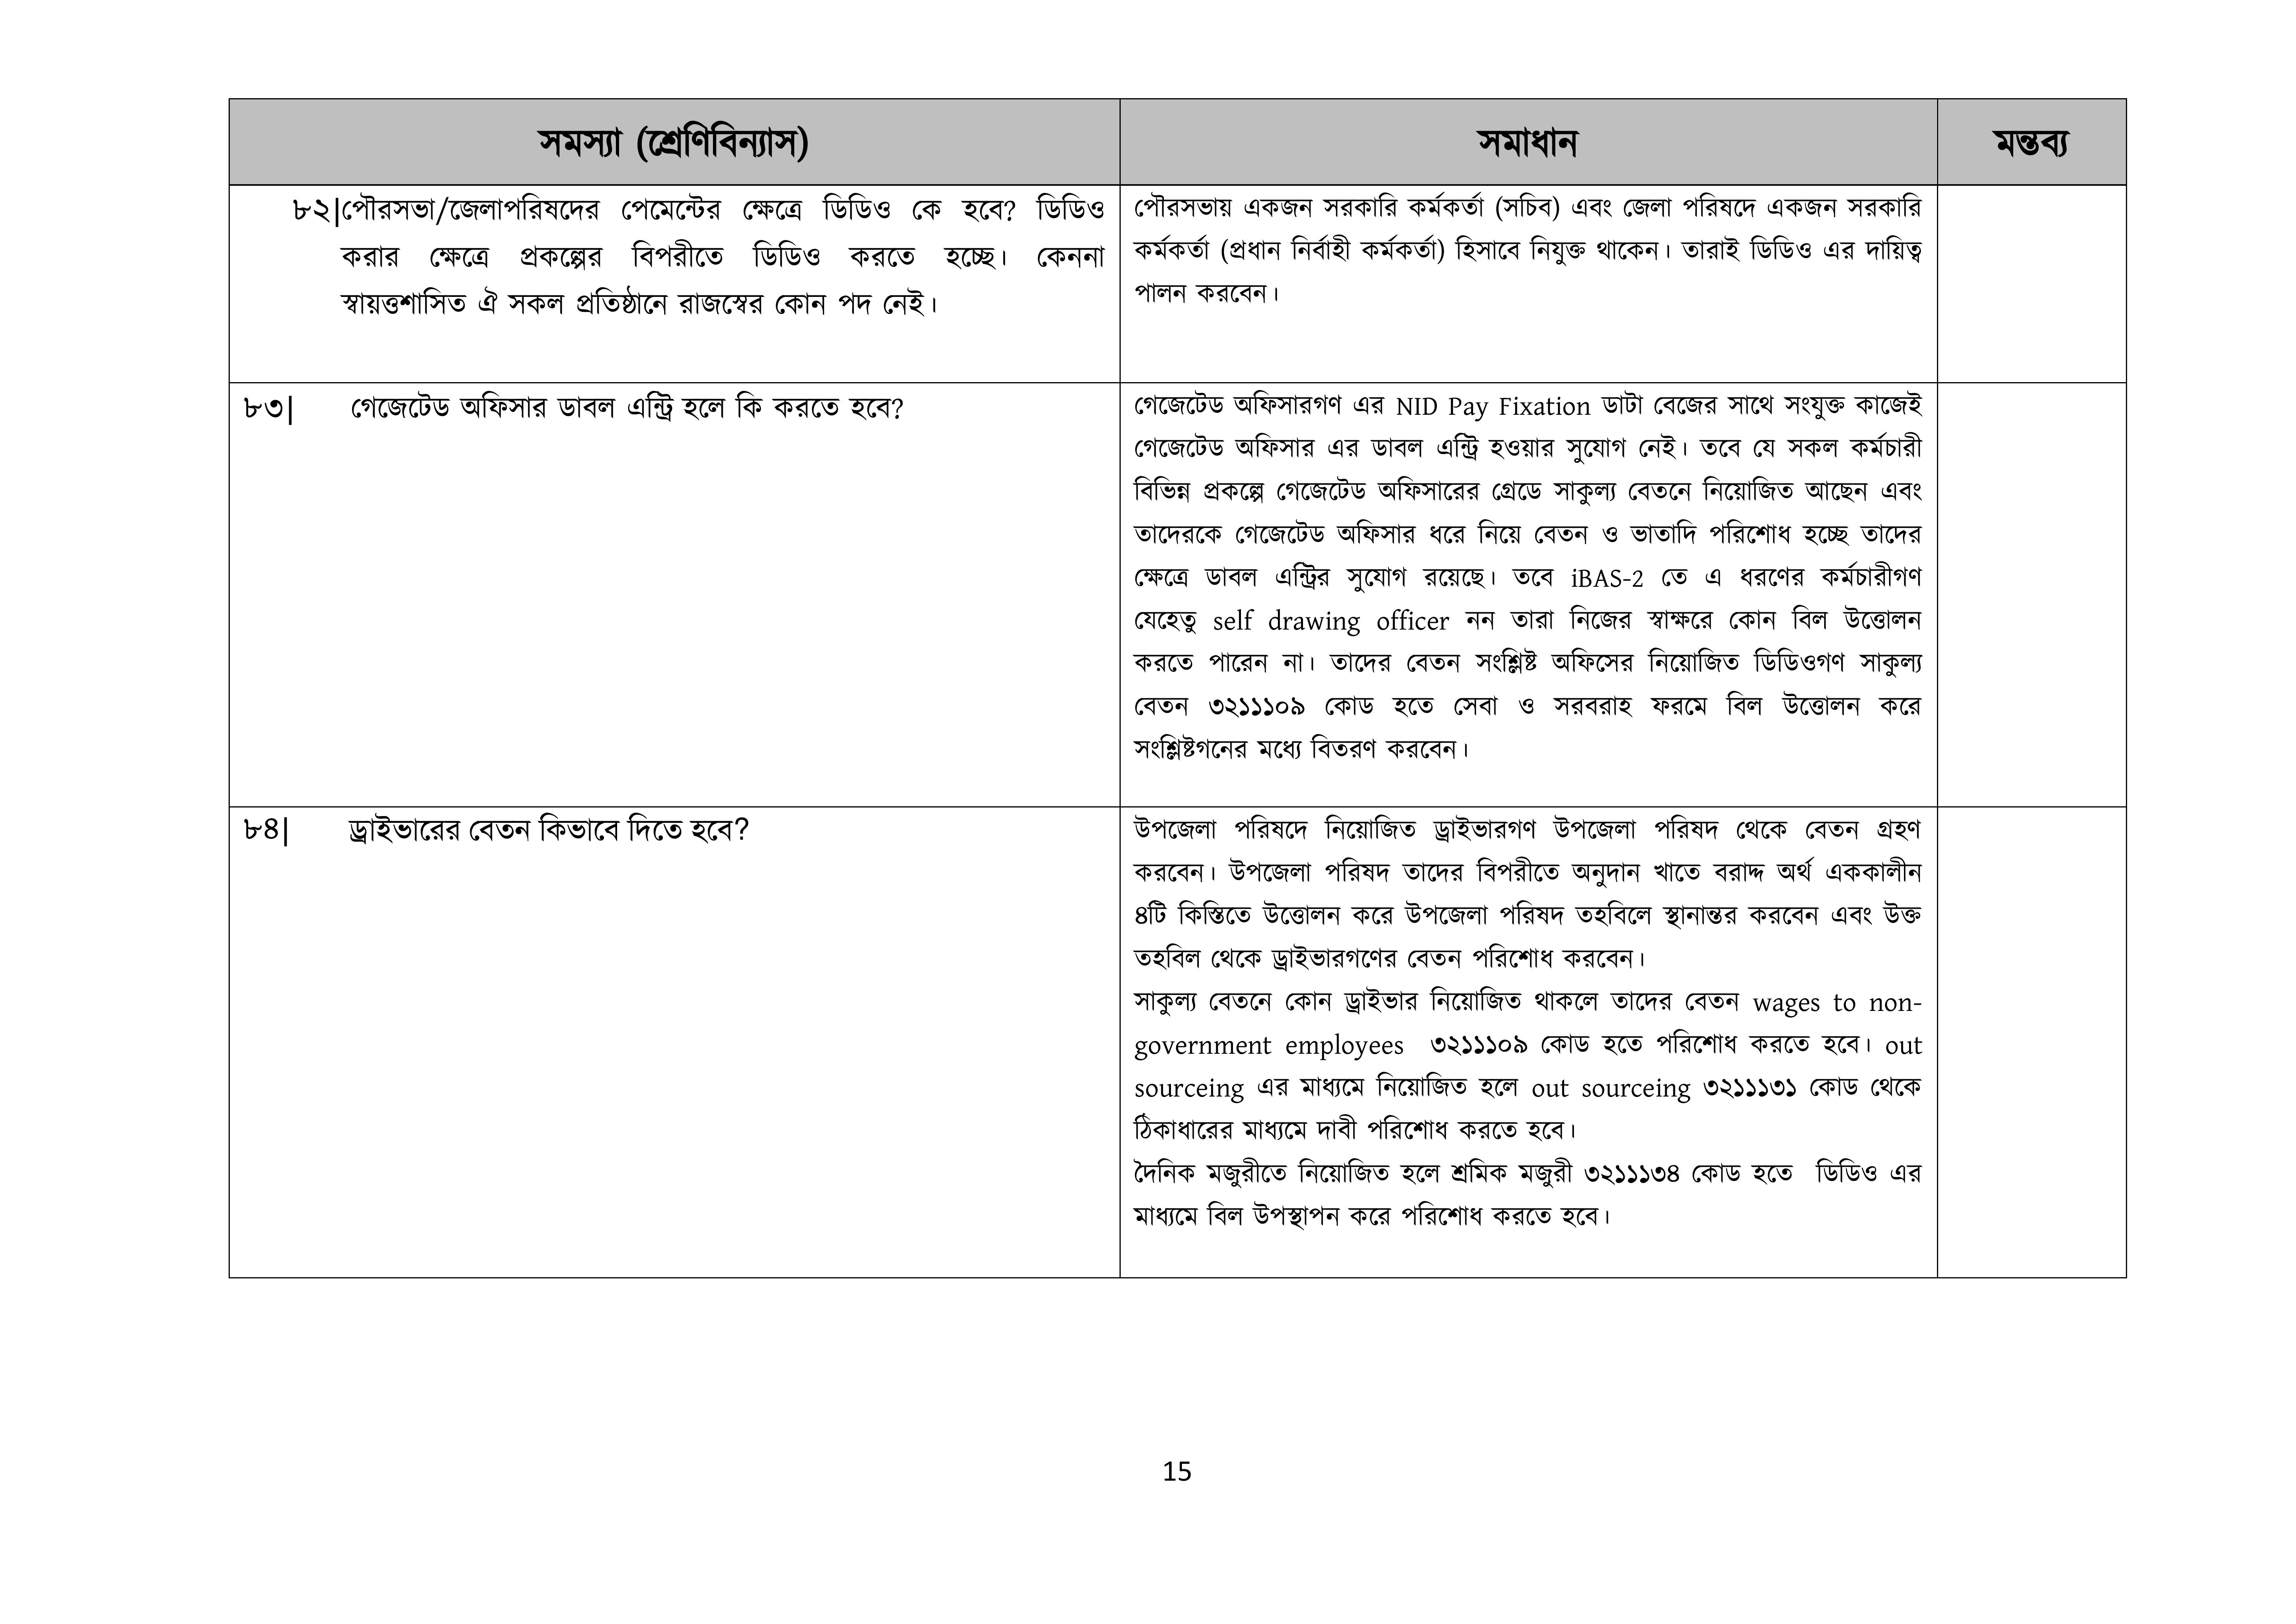 সমস্যা (শ্রেণিবিন্যাস)
সমাধান
মন্তব্য
৮২|পৌরসভা/জেলাপরিষদের পেমেন্টের ক্ষেত্রে ডিডিও কে হবে? ডিডিও
করার ক্ষেত্রে প্রকল্পের বিপরীতে ডিডিও করতে হচ্ছে। কেননা
স্বায়ত্তশাসিত ঐ সকল প্রতিষ্ঠানে রাজস্বের কোন পদ নেই।
পৌরসভায় একজন সরকারি কর্মকর্তা (সচিব) এবং জেলা পরিষদে একজন সরকারি
কর্মকর্তা (প্রধান নির্বাহী কর্মকর্তা) হিসাবে নিযুক্ত থাকেন। তারাই ডিডিও এর দায়িত্ব
পালন করবেন।
৮৩| গেজেটেড অফিসার ডাবল এন্ট্রি হলে কি করতে হবে?
গেজেটেড অফিসারগণ এর NID Pay Fixation ডাটা বেজের সাথে সংযুক্ত কাজেই
গেজেটেড অফিসার এর ডাবল এন্ট্রি হওয়ার সুযোগ নেই। তবে যে সকল কর্মচারী
বিভিন্ন প্রকল্পে গেজেটেড অফিসারের গ্রেডে সাকুল্য বেতনে নিয়োজিত আছেন এবং
তাদেরকে গেজেটেড অফিসার ধরে নিয়ে বেতন ও ভাতাদি পরিশোধ হচ্ছে তাদের
ক্ষেত্রে ডাবল এন্ট্রির সুযোগ রয়েছে। তবে iBAS-2 তে এ ধরণের কর্মচারীগণ
যেহেতু self drawing officer নন তারা নিজের স্বাক্ষরে কোন বিল উত্তোলন
করতে পারেন না। তাদের বেতন সংশ্লিষ্ট অফিসের নিয়োজিত ডিডিওগণ সাকুল্য
বেতন ৩২১১১০৯ কোড হতে সেবা ও সরবরাহ ফরমে বিল উত্তোলন করে
সংশ্লিষ্টগনের মধ্যে বিতরণ করবেন।
৮৪| ড্রাইভারের বেতন কিভাবে দিতে হবে?
উপজেলা পরিষদে নিয়োজিত ড্রাইভারগণ উপজেলা পরিষদ থেকে বেতন গ্রহণ
করবেন। উপজেলা পরিষদ তাদের বিপরীতে অনুদান খাতে বরাদ্দ অর্থ এককালীন
৪টি কিস্তিতে উত্তোলন করে উপজেলা পরিষদ তহবিলে স্থানান্তর করবেন এবং উক্ত
তহবিল থেকে ড্রাইভারগণের বেতন পরিশোধ করবেন।
সাকুল্য বেতনে কোন ড্রাইভার নিয়োজিত থাকলে তাদের বেতন wages to non-
government employees ৩২১১১০৯ কোড হতে পরিশোধ করতে হবে। out
sourceing এর মাধ্যমে নিয়োজিত হলে out sourceing ৩২১১১৩১ কোড থেকে
ঠিকাধারের মাধ্যমে দাবী পরিশোধ করতে হবে।
দৈনিক মজুরীতে নিয়োজিত হলে শ্রমিক মজুরী ৩২১১১৩৪ কোড হতে ডিডিও এর
মাধ্যমে বিল উপস্থাপন করে পরিশোধ করতে হবে।
15